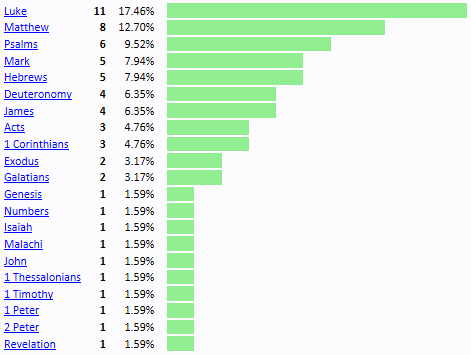 Luke 11 17.46%
Matthew 8 12.70%
Psalms 6 9.52%
Mark 5 7.94%
Hebrews 5 7.94%
Deuteronomy 4 6.35%
James 4 6.35%
Acts 3 4.76%
1 Corinthians 3 4.76%
Exodus 2 3.17%
Galatians 2 3.17%
Genesis 1 1.59%
Numbers 1 1.59%
Isaiah 1 1.59%
Malachi 1 1.59%
John 1 1.59%
1 Thessalonians 1 1.59%
1 Timothy 1 1.59%
1 Peter 1 1.59%
2 Peter 1 1.59%
Revelation 1 1.59%